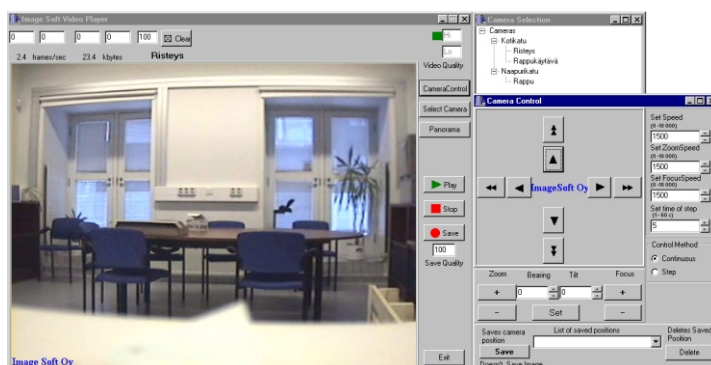 Image Soft Video Player
0 0 0 0 100 Clear
2.4 frames/sec 23.4 kbytes Risteys
Hi
Lo
Video Quality
CameraControl
Select Camera
Panorama
Play
Stop
Save
100
Save Quality
Exit
Image Soft Oy
Camera Selection
Cameras
Kotikatu
Risteys
Rappukäytävä
Naapurikatu
Rappu
Camera Control
ImageSoft Oy
Set Speed
1500
Set ZoomSpeed
1500
Set FocusSpeed
1500
Set time of step
5
Control Method
Continuous
Step
Zoom Bearing Tilt Focus
+ 0 0 +
- Set -
Saves camera
position
List of saved positions
Deletes Saved
Position
Save
Delete
Doesn't Save Image